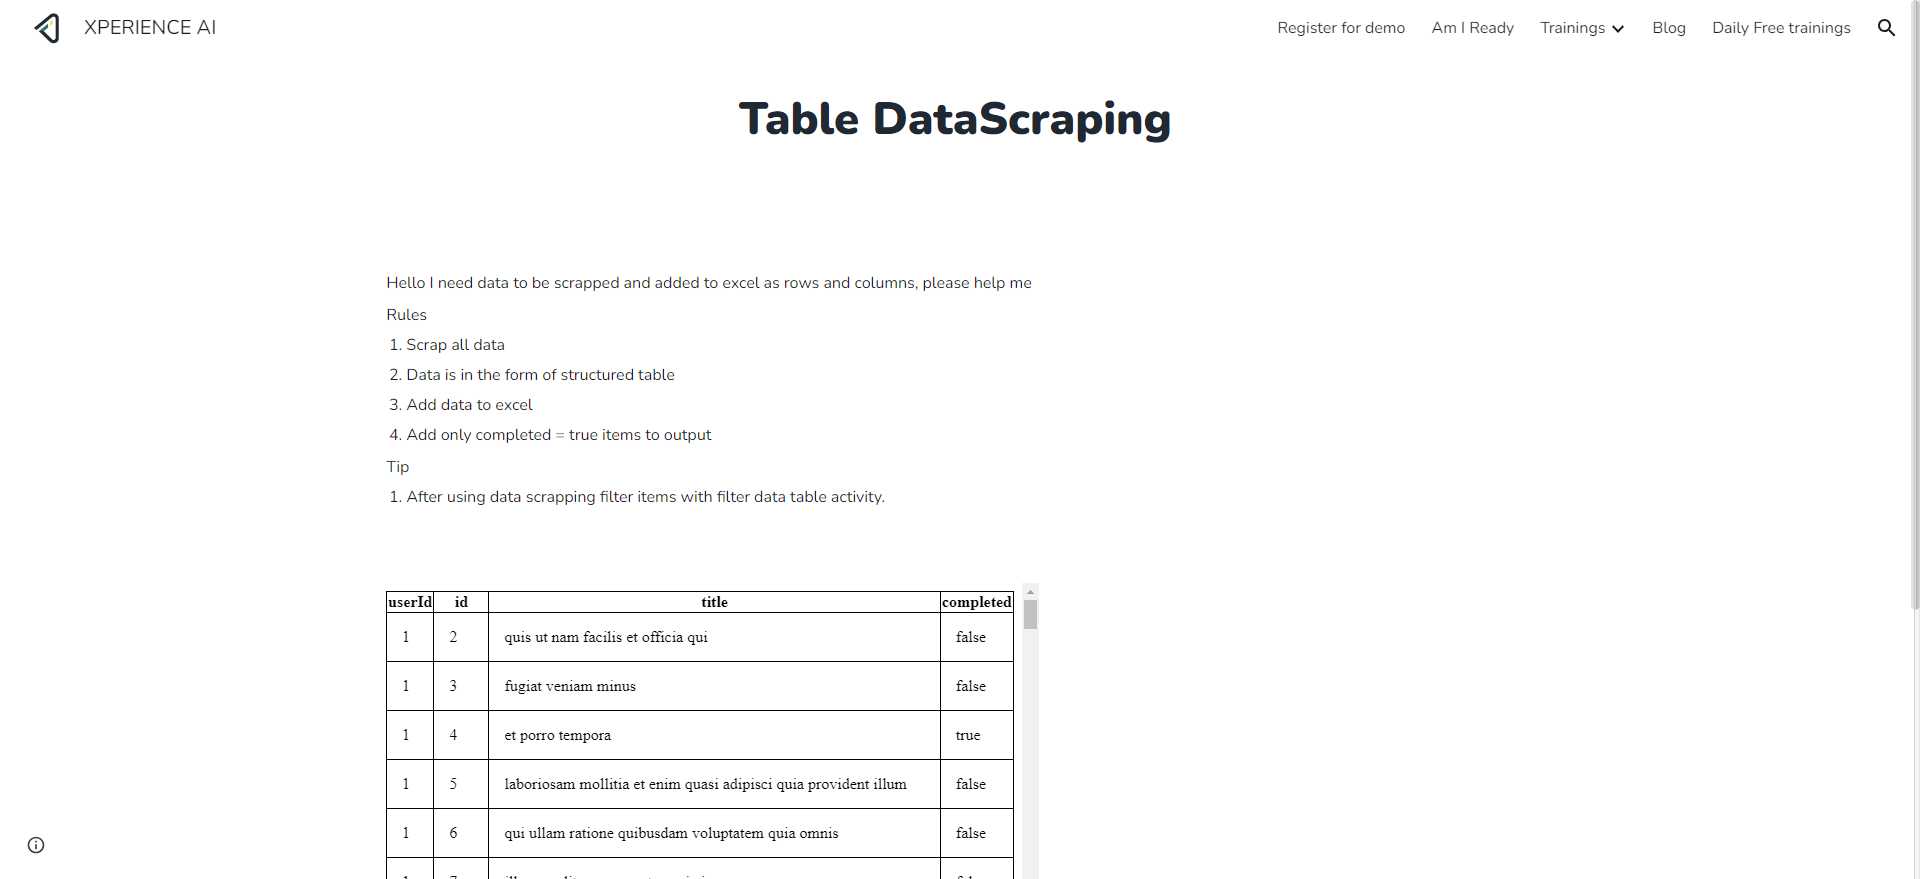 XPERIENCE AI
Register for demo Am I Ready Trainings Blog Daily Free trainings
Table DataScraping
Hello I need data to be scrapped and added to excel as rows and columns, please help me
Rules
1. Scrap all data
2. Data is in the form of structured table
3. Add data to excel
4. Add only completed = true items to output
Tip
1. After using data scrapping filter items with filter data table activity.
userId id title completed
1 2 quis ut nam facilis et officia qui false
1 3 fugiat veniam minus false
1 4 et porro tempora true
1 5 laboriosam mollitia et enim quasi adipisci quia provident illum false
1 6 qui ullam ratione quibusdam voluptatem quia omnis false